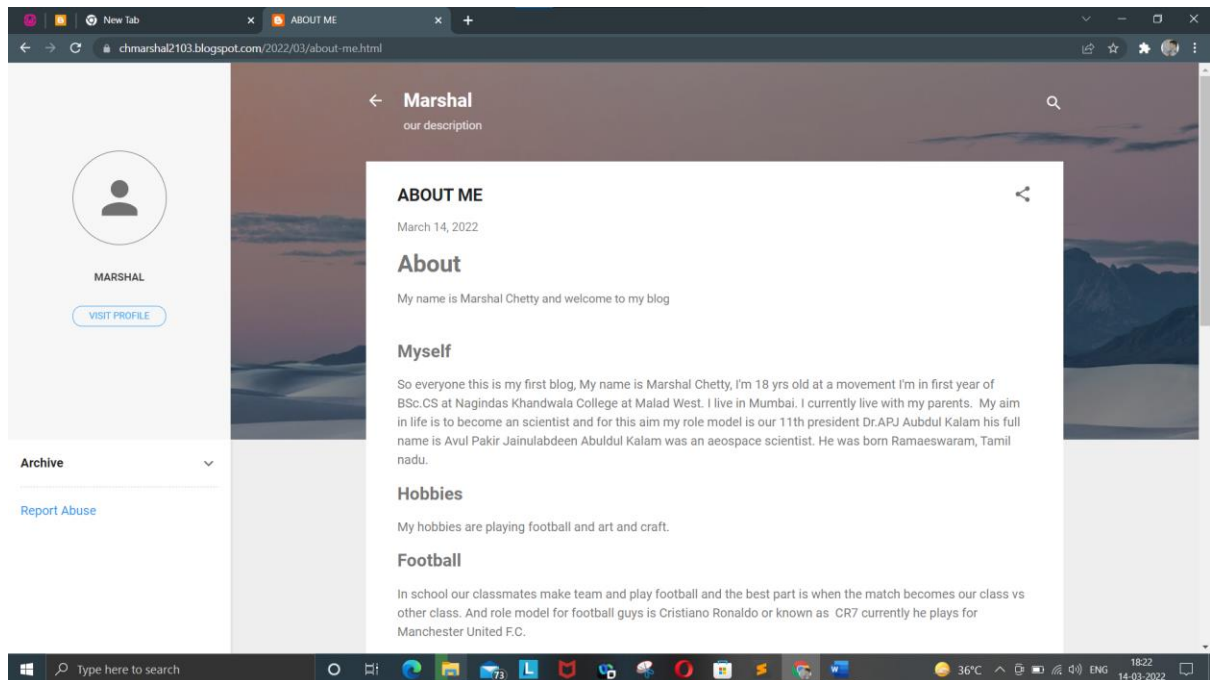 New Tab
ABOUT ME
chmarshal2103.blogspot.com/2022/03/about-me.html
Marshal
our description
MARSHAL
VISIT PROFILE
Archive
Report Abuse
ABOUT ME
March 14, 2022
About
My name is Marshal Chetty and welcome to my blog
Myself
So everyone this is my first blog, My name is Marshal Chetty, I'm 18 yrs old at a movement I'm in first year of
BSc.CS at Nagindas Khandwala College at Malad West. I live in Mumbai. I currently live with my parents.  My aim
in life is to become an scientist and for this aim my role model is our 11th president Dr.APJ Aubdul Kalam his full
name is Avul Pakir Jainulabdeen Abuldul Kalam was an aeospace scientist. He was born Ramaeswaram, Tamil
nadu.
Hobbies
My hobbies are playing football and art and craft.
Football
In school our classmates make team and play football and the best part is when the match becomes our class vs
other class. And role model for football guys is Cristiano Ronaldo or known as  CR7 currently he plays for
Manchester United F.C.
Type here to search
73
L
36°C
ENG
18:22
14-03-2022